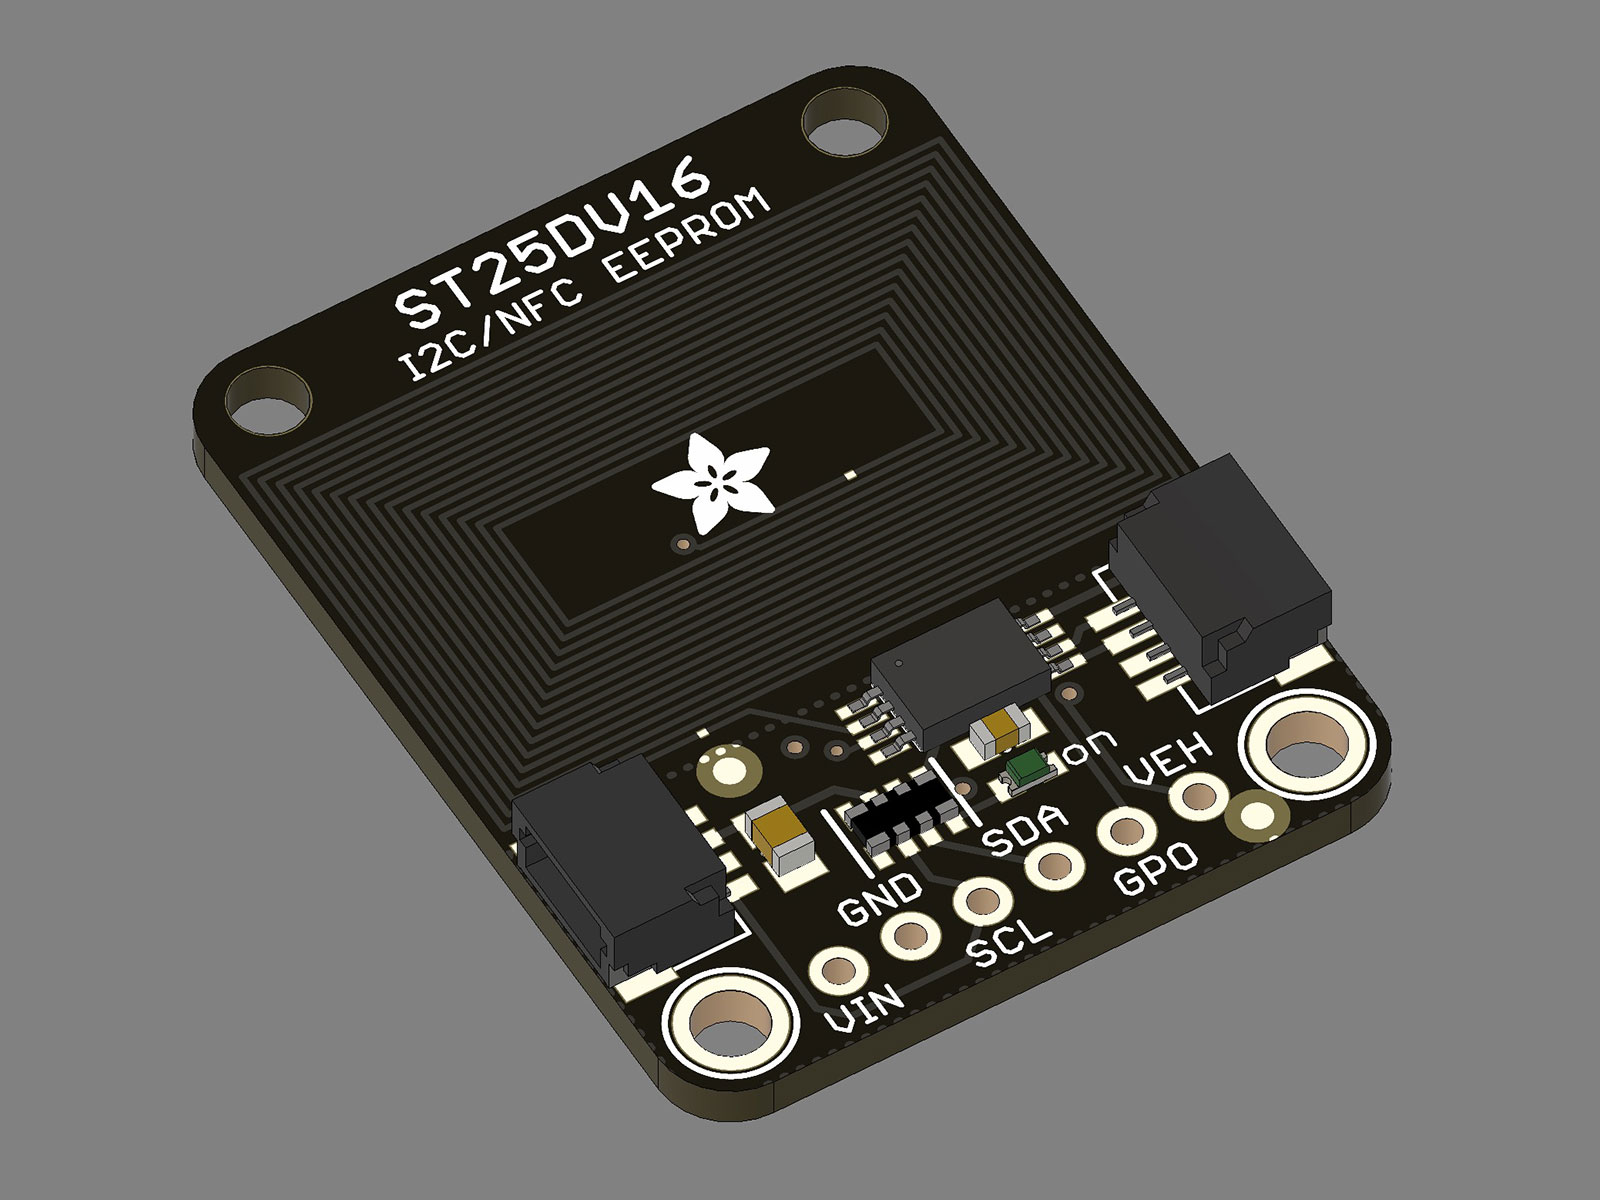 ST25DV16
I2C/NFC EEPROM
on
VEH
SDA
GPO
GND
SCL
VIN